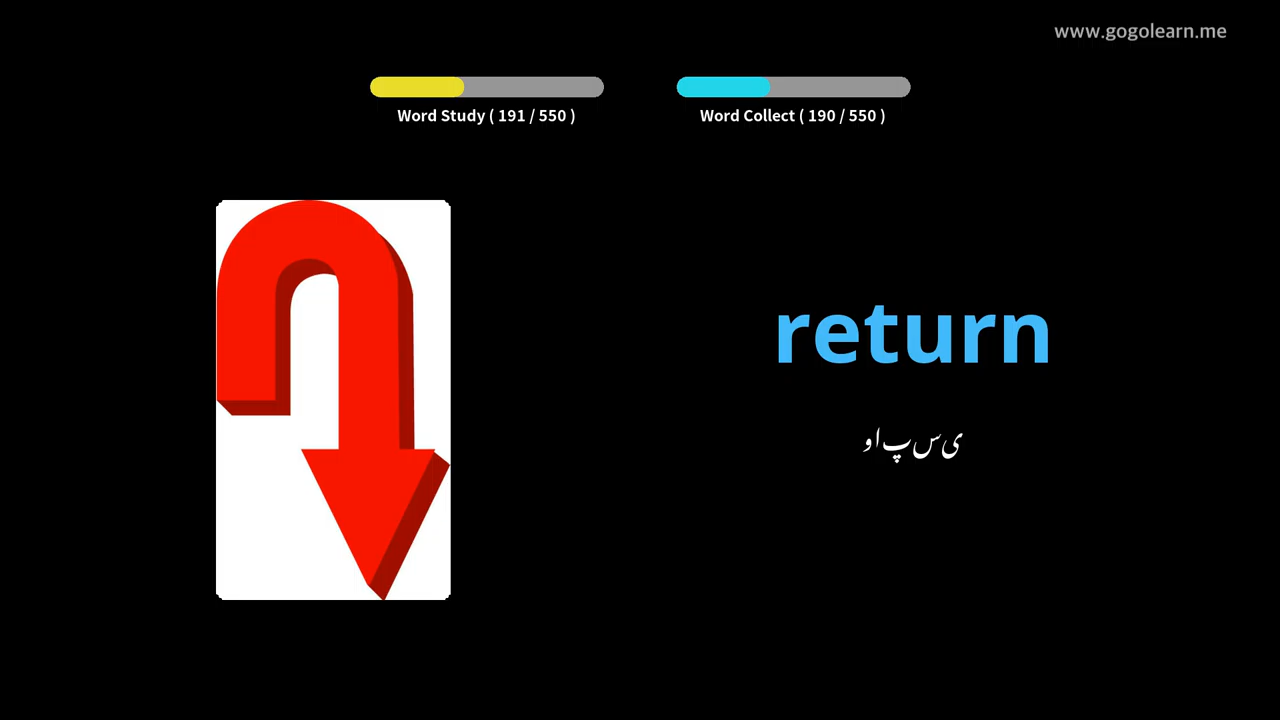 www.gogolearn.me
Word Study ( 191 / 550 )
Word Collect ( 190 / 550 )
return
واپسی